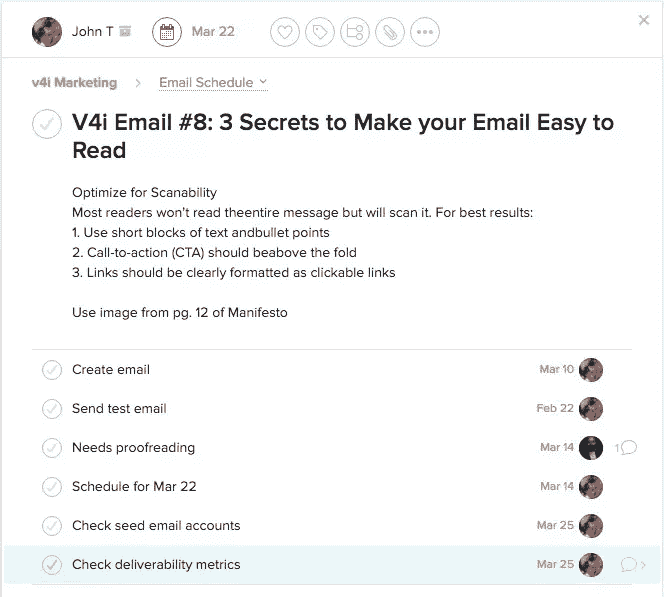 John T Mar 22
v4i Marketing > Email Schedule
V4i Email #8: 3 Secrets to Make your Email Easy to
Read
Optimize for Scanability
Most readers won't read theentire message but will scan it. For best results:
1. Use short blocks of text andbullet points
2. Call-to-action (CTA) should beabove the fold
3. Links should be clearly formatted as clickable links
Use image from pg. 12 of Manifesto
Create email Mar 10
Send test email Feb 22
Needs proofreading Mar 14 1
Schedule for Mar 22 Mar 14
Check seed email accounts Mar 25
Check deliverability metrics Mar 25